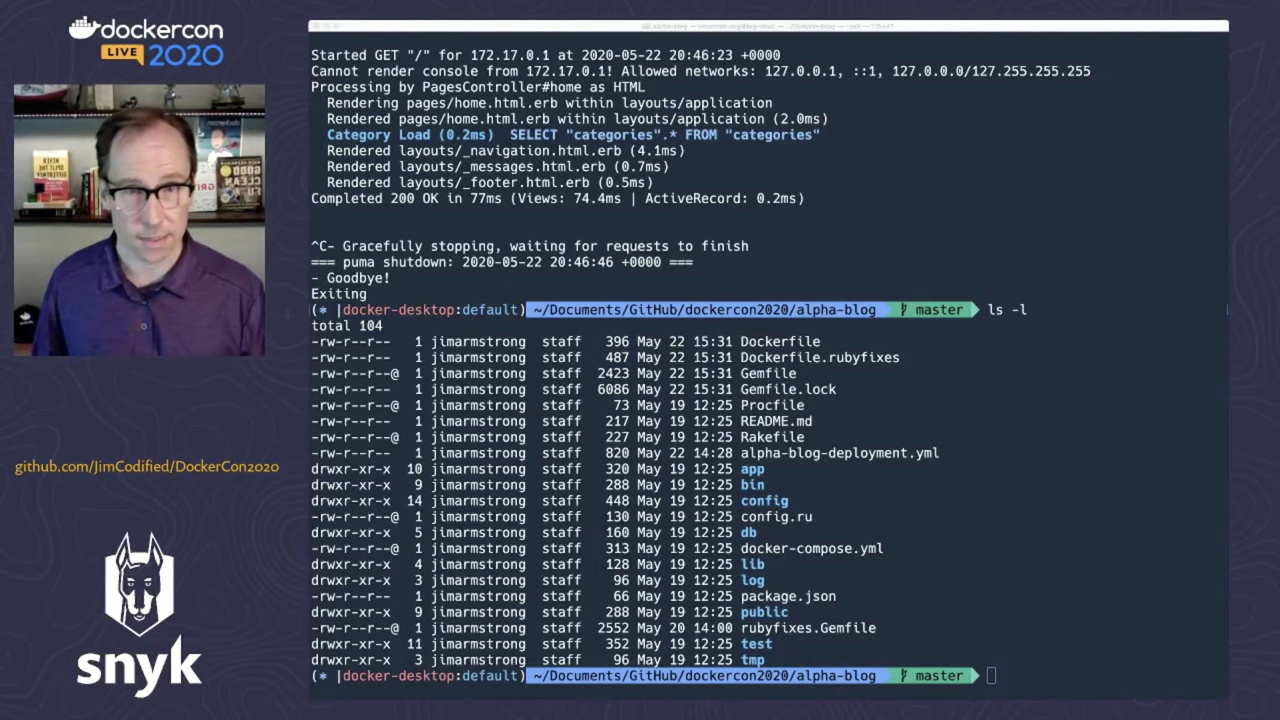 dockercon
LIVE 2020
Started GET "/" for 172.17.0.1 at 2020-05-22 20:46:23 +0000
Cannot render console from 172.17.0.1! Allowed networks: 127.0.0.1, ::1, 127.0.0.0/127.255.255.255
Processing by PagesController#home as HTML
  Rendering pages/home.html.erb within layouts/application
  Rendered pages/home.html.erb within layouts/application (2.0ms)
  Category Load (0.2ms)  SELECT "categories".* FROM "categories"
  Rendered layouts/_navigation.html.erb (4.1ms)
  Rendered layouts/_messages.html.erb (0.7ms)
  Rendered layouts/_footer.html.erb (0.5ms)
Completed 200 OK in 77ms (Views: 74.4ms | ActiveRecord: 0.2ms)
^C- Gracefully stopping, waiting for requests to finish
=== puma shutdown: 2020-05-22 20:46:46 +0000 ===
- Goodbye!
Exiting
(* |docker-desktop:default) ~/Documents/GitHub/dockercon2020/alpha-blog master ls -l
total 104
-rw-r--r--   1 jimarmstrong  staff   396 May 22 15:31 Dockerfile
-rw-r--r--   1 jimarmstrong  staff   487 May 22 15:31 Dockerfile.rubyfixes
-rw-r--r--@  1 jimarmstrong  staff  2423 May 22 15:31 Gemfile
-rw-r--r--   1 jimarmstrong  staff  6086 May 22 15:31 Gemfile.lock
-rw-r--r--@  1 jimarmstrong  staff    73 May 19 12:25 Procfile
-rw-r--r--   1 jimarmstrong  staff   217 May 19 12:25 README.md
-rw-r--r--@  1 jimarmstrong  staff   227 May 19 12:25 Rakefile
-rw-r--r--   1 jimarmstrong  staff   820 May 22 14:28 alpha-blog-deployment.yml
drwxr-xr-x  10 jimarmstrong  staff   320 May 19 12:25 app
drwxr-xr-x   9 jimarmstrong  staff   288 May 19 12:25 bin
drwxr-xr-x  14 jimarmstrong  staff   448 May 19 12:25 config
-rw-r--r--@  1 jimarmstrong  staff   130 May 19 12:25 config.ru
drwxr-xr-x   5 jimarmstrong  staff   160 May 19 12:25 db
-rw-r--r--@  1 jimarmstrong  staff   313 May 19 12:25 docker-compose.yml
drwxr-xr-x   4 jimarmstrong  staff   128 May 19 12:25 lib
drwxr-xr-x   3 jimarmstrong  staff    96 May 19 12:25 log
-rw-r--r--   1 jimarmstrong  staff    66 May 19 12:25 package.json
drwxr-xr-x   9 jimarmstrong  staff   288 May 19 12:25 public
-rw-r--r--@  1 jimarmstrong  staff  2552 May 20 14:00 rubyfixes.Gemfile
drwxr-xr-x  11 jimarmstrong  staff   352 May 19 12:25 test
drwxr-xr-x   3 jimarmstrong  staff    96 May 19 12:25 tmp
(* |docker-desktop:default) ~/Documents/GitHub/dockercon2020/alpha-blog master
github.com/JimCodified/DockerCon2020
snyk